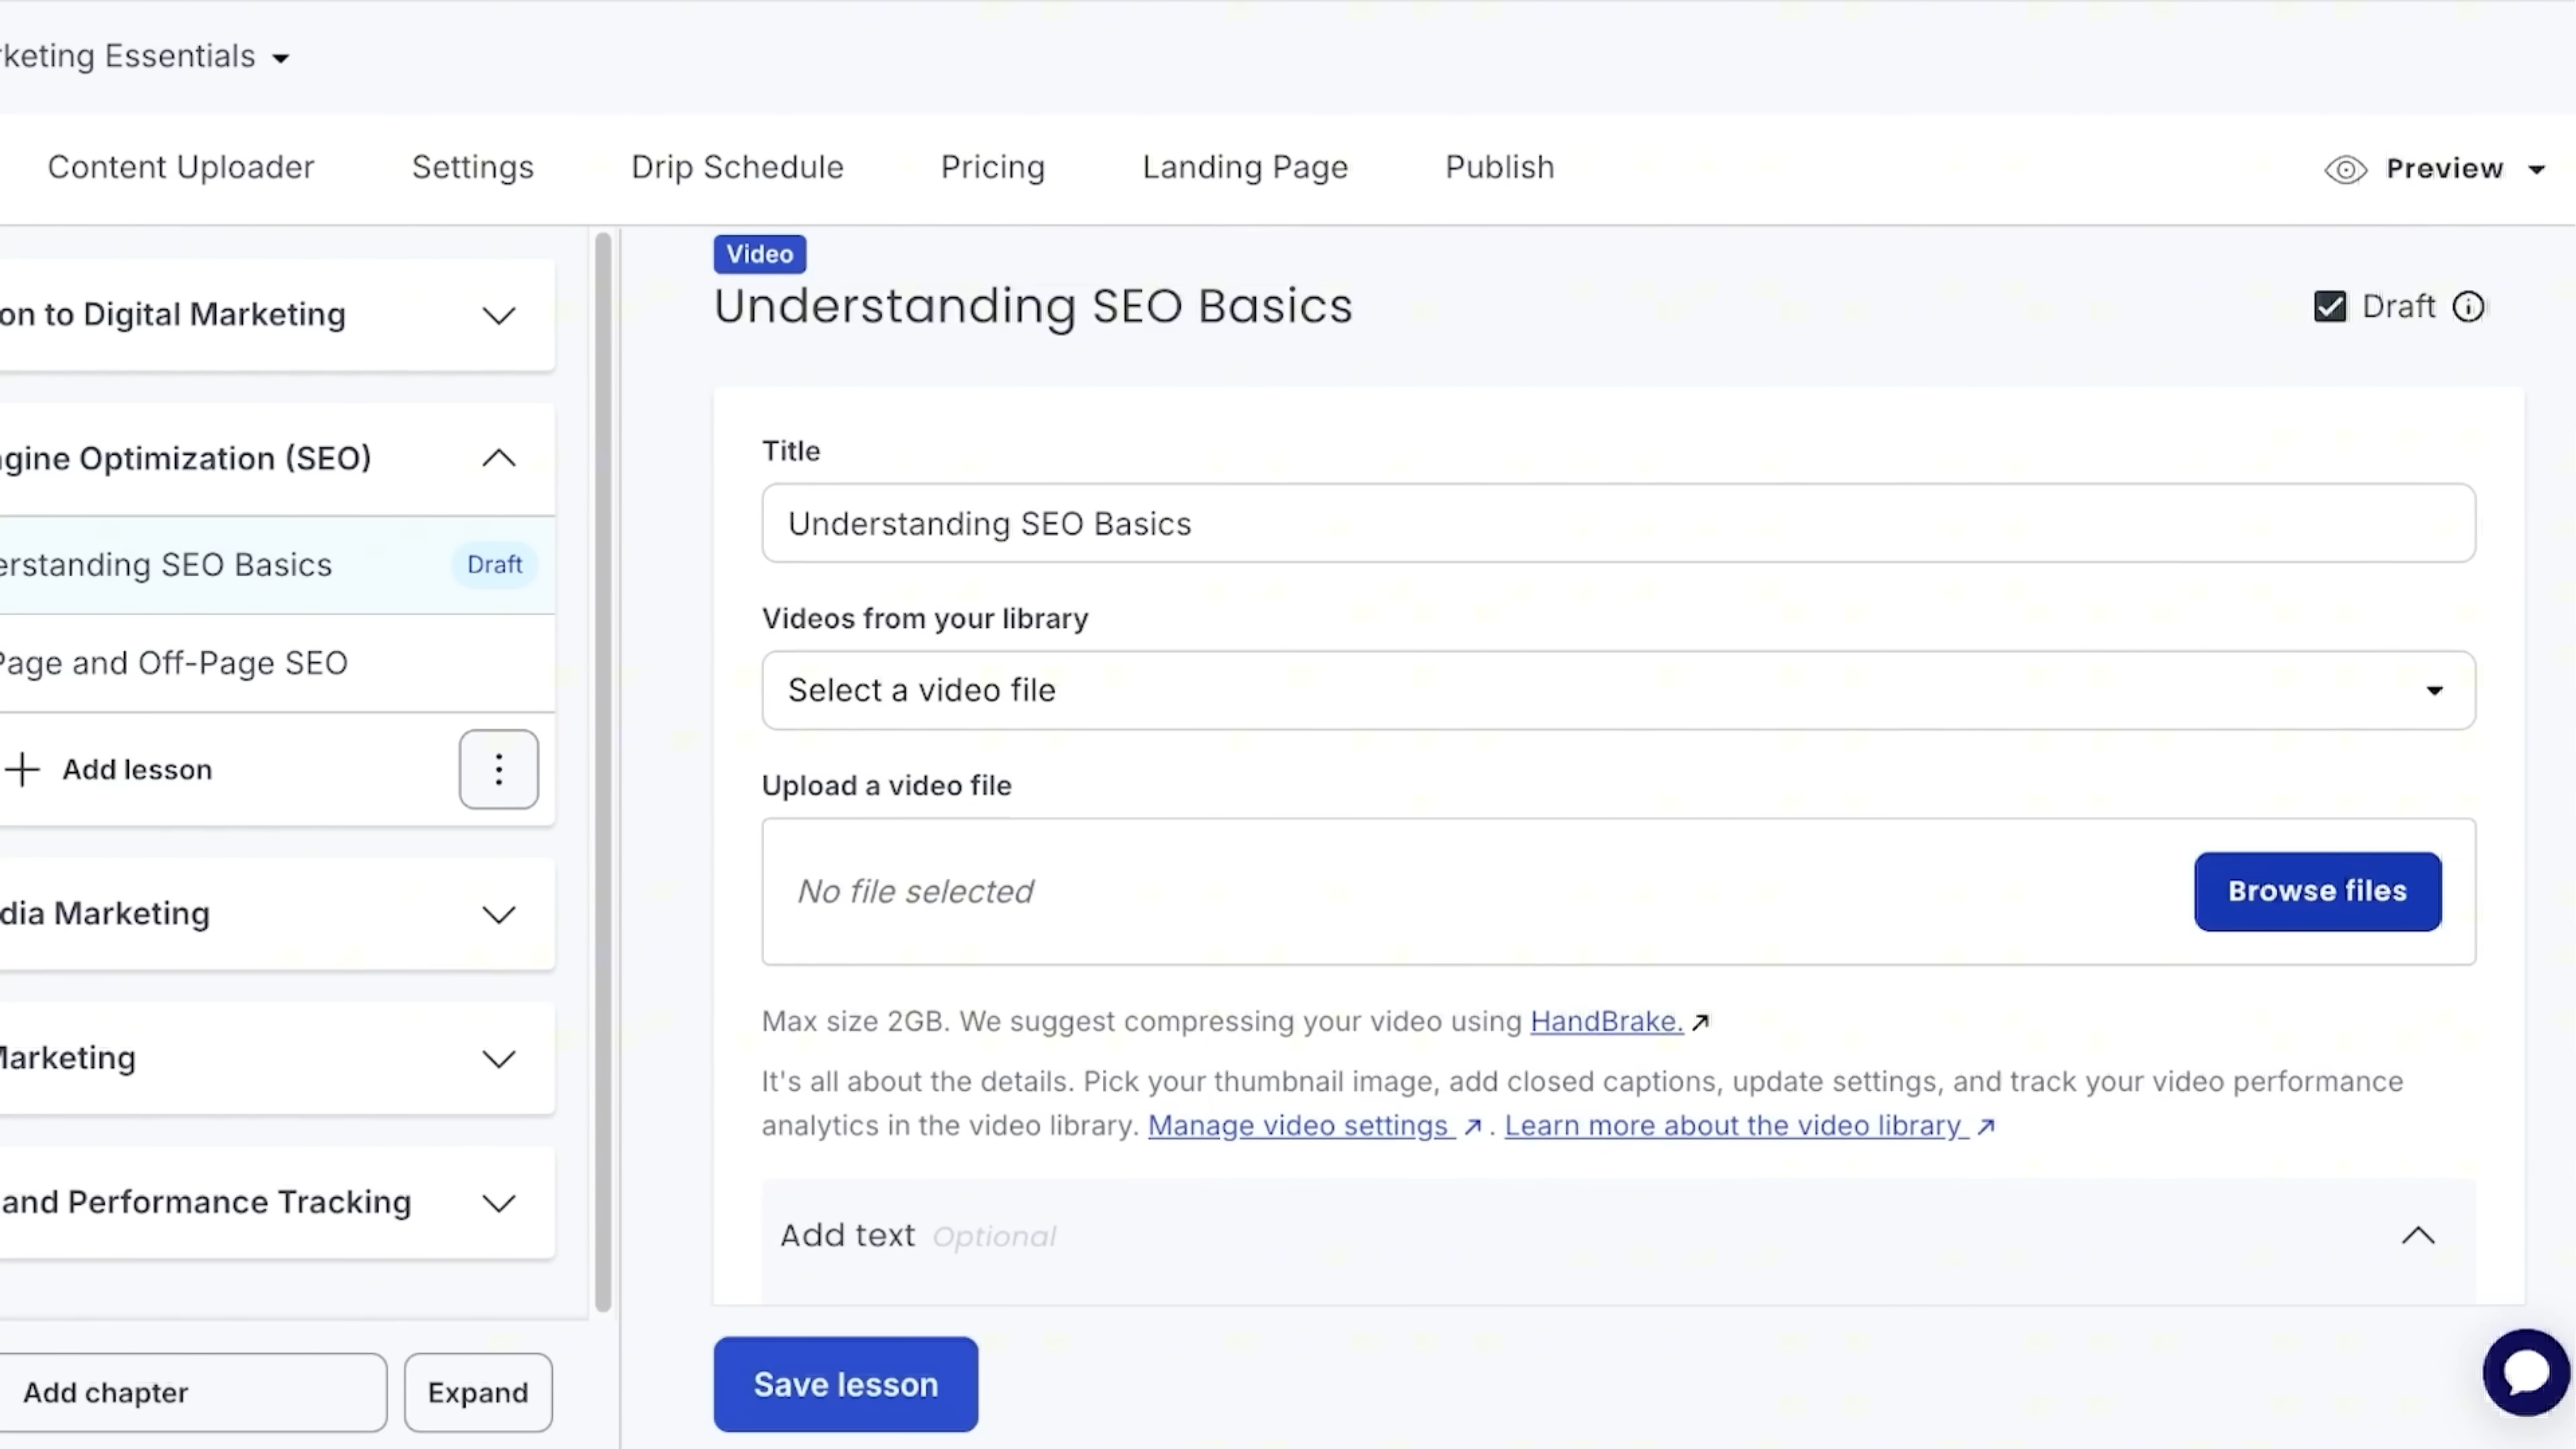 keting Essentials
Content Uploader
Settings
Drip Schedule
Pricing
Landing Page
Publish
Preview
on to Digital Marketing
gine Optimization (SEO)
erstanding SEO Basics
Draft
Page and Off-Page SEO
Add lesson
dia Marketing
Marketing
and Performance Tracking
Add chapter
Expand
Video
Understanding SEO Basics
Draft
Title
Understanding SEO Basics
Videos from your library
Select a video file
Upload a video file
No file selected
Browse files
Max size 2GB. We suggest compressing your video using HandBrake.
It's all about the details. Pick your thumbnail image, add closed captions, update settings, and track your video performance
analytics in the video library. Manage video settings . Learn more about the video library
Add text Optional
Save lesson